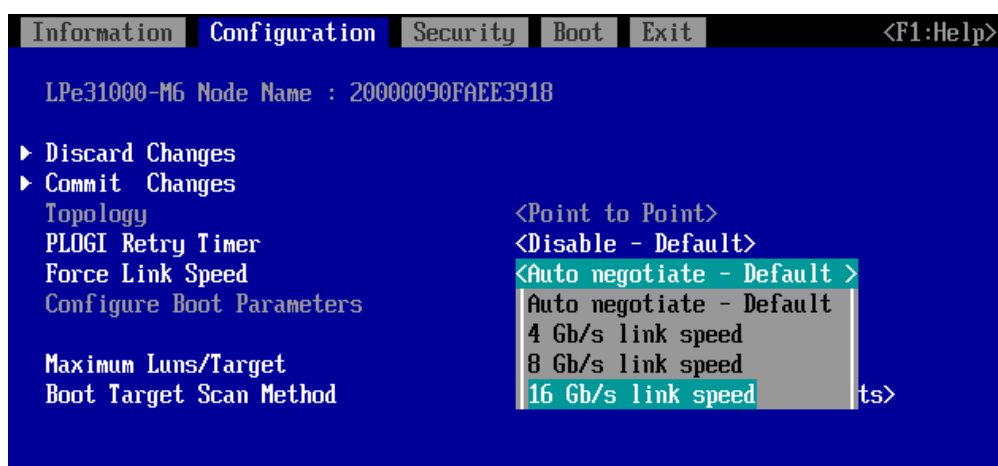 Information Configuration Security Boot Exit <F1:Help>
LPe31000-M6 Node Name : 20000090FAEE3918
Discard Changes
Commit Changes
Topology <Point to Point>
PLOGI Retry Timer <Disable - Default>
Force Link Speed <Auto negotiate - Default >
Configure Boot Parameters Auto negotiate - Default
4 Gb/s link speed
Maximum Luns/Target 8 Gb/s link speed
Boot Target Scan Method 16 Gb/s link speed ts>